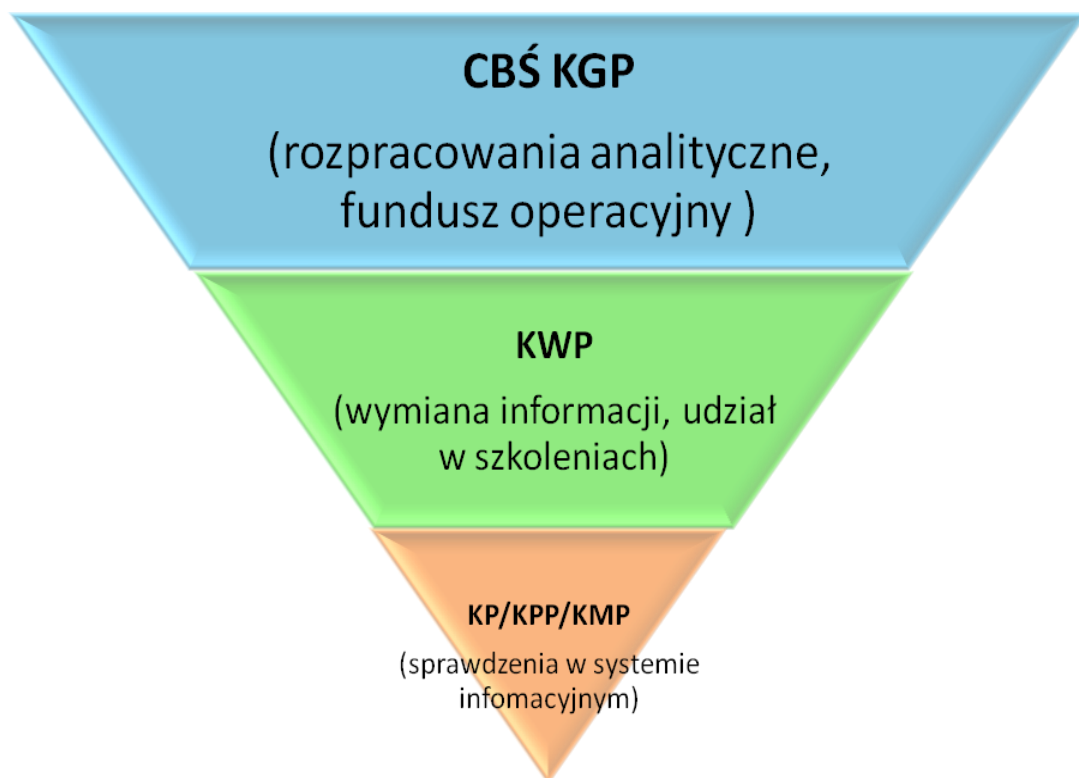 CBŚ KGP
(rozpracowania analityczne,
fundusz operacyjny )
KWP
(wymiana informacji, udział
w szkoleniach)
KP/KPP/KMP
(sprawdzenia w systemie
infomacyjnym)